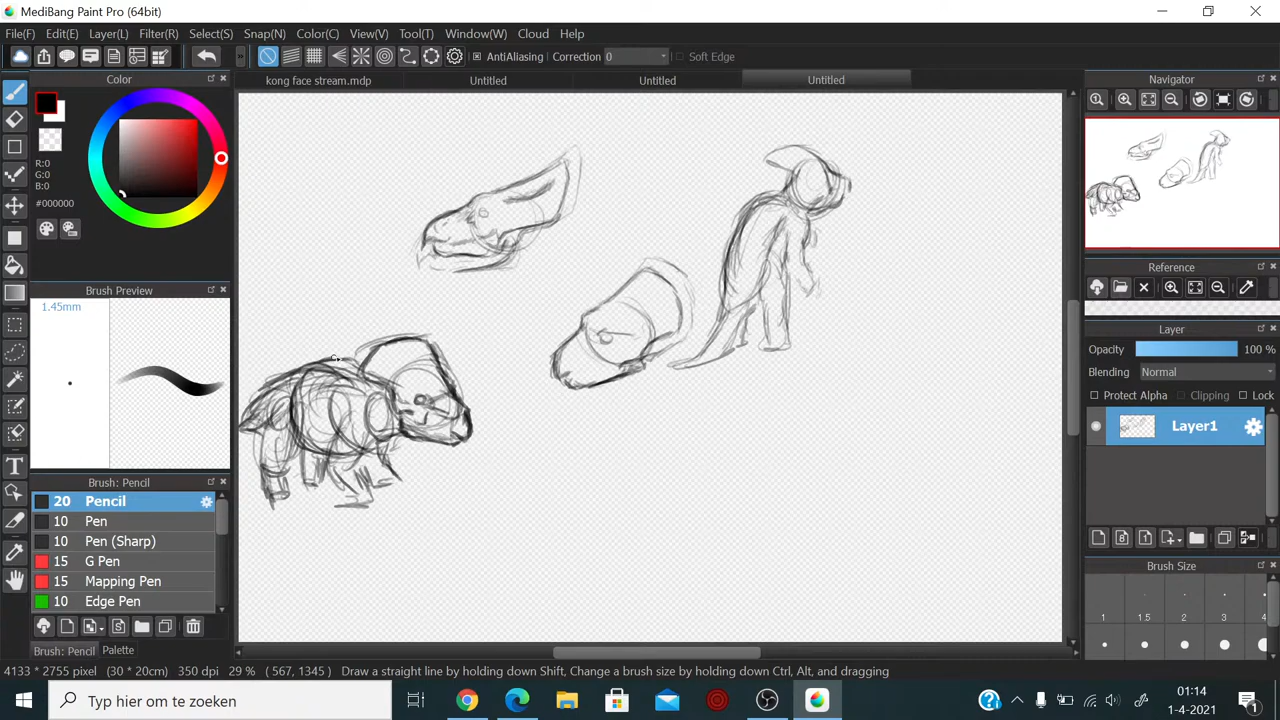 MediBang Paint Pro (64bit)
File(F) Edit(E) Layer(L) Filter(R) Select(S) Snap(N) Color(C) View(V) Tool(T) Window(W) Cloud Help
AntiAliasing Correction 0 Soft Edge
kong face stream.mdp Untitled Untitled Untitled
Color
R:0
G:0
B:0
#000000
Brush Preview
1.45mm
Brush: Pencil
20 Pencil
10 Pen
10 Pen (Sharp)
15 G Pen
15 Mapping Pen
10 Edge Pen
Brush: Pencil Palette
Navigator
Reference
Layer
Opacity 100 %
Blending Normal
Protect Alpha Clipping Lock
Layer1
Brush Size
1 1.5 2 3 4
4133 * 2755 pixel (30 * 20cm) 350 dpi 29 % ( 567, 1345 ) Draw a straight line by holding down Shift, Change a brush size by holding down Ctrl, Alt, and dragging
Typ hier om te zoeken
01:14
1-4-2021
1